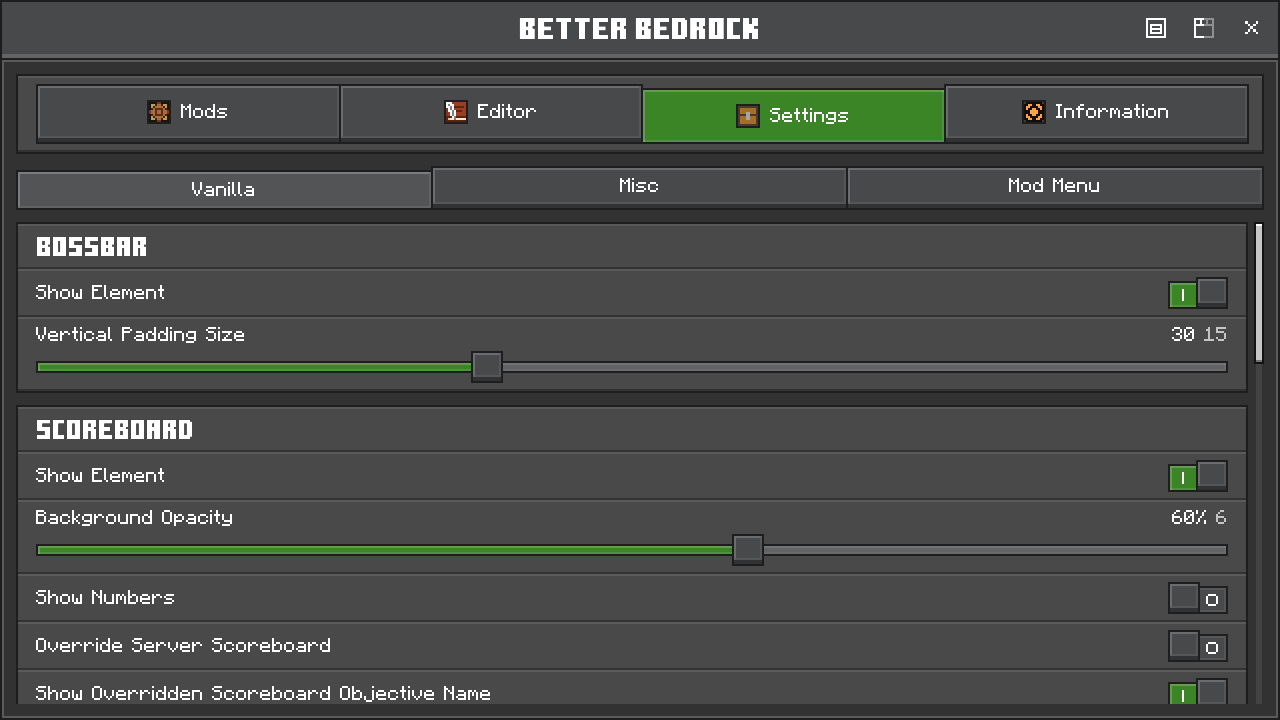 BETTER BEDROCK
Mods
Editor
Settings
Information
Vanilla
Misc
Mod Menu
BOSSBAR
Show Element
Vertical Padding Size
30 15
SCOREBOARD
Show Element
Background Opacity
60% 6
Show Numbers
Override Server Scoreboard
Show Overridden Scoreboard Objective Name